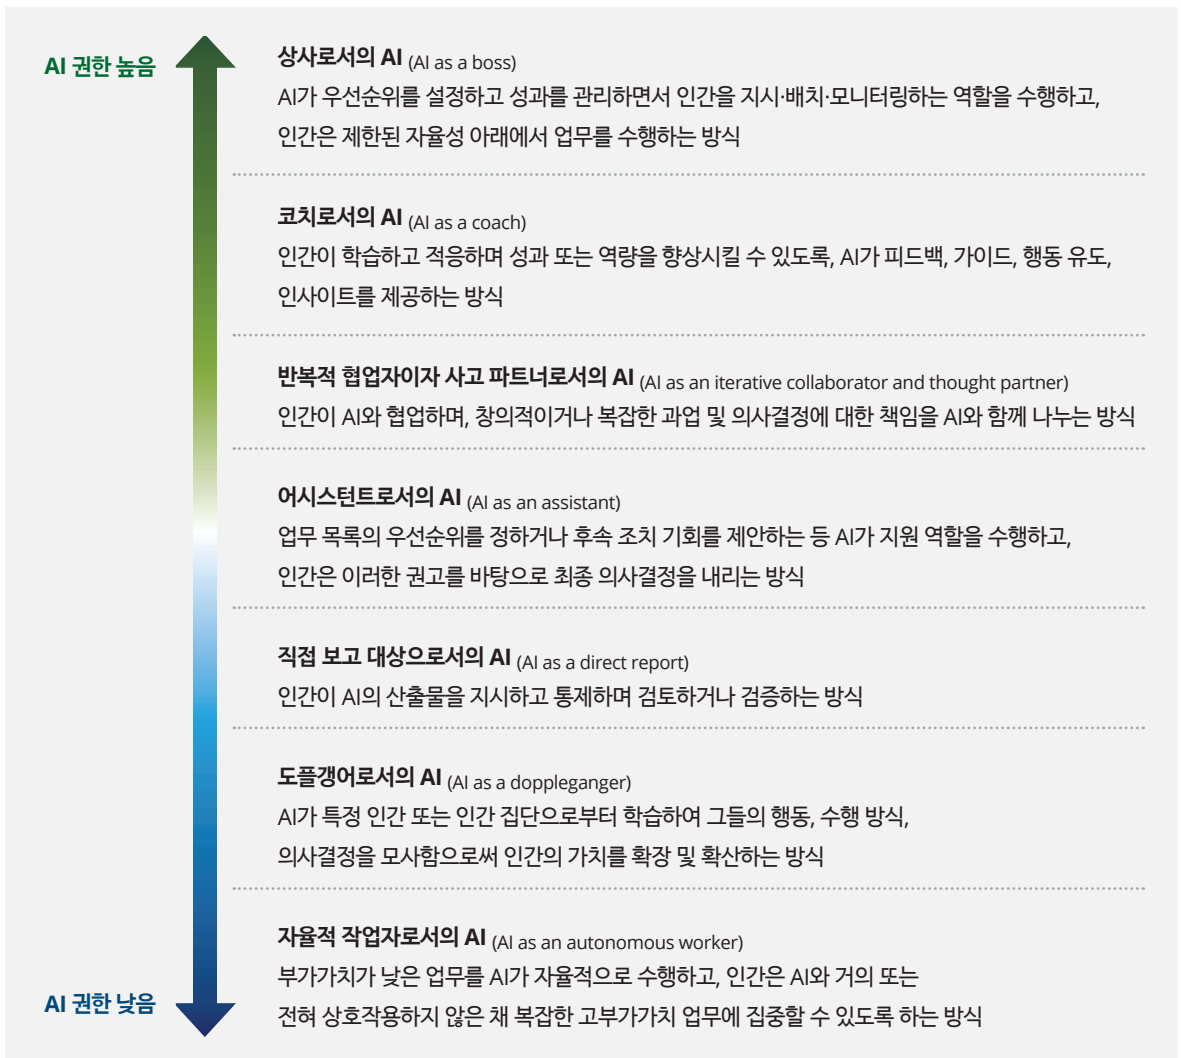 AI 권한 높음
상사로서의 AI (AI as a boss)
AI가 우선순위를 설정하고 성과를 관리하면서 인간을 지시·배치·모니터링하는 역할을 수행하고,
인간은 제한된 자율성 아래에서 업무를 수행하는 방식
코치로서의 AI (AI as a coach)
인간이 학습하고 적응하며 성과 또는 역량을 향상시킬 수 있도록, AI가 피드백, 가이드, 행동 유도,
인사이트를 제공하는 방식
반복적 협업자이자 사고 파트너로서의 AI (AI as an iterative collaborator and thought partner)
인간이 AI와 협업하며, 창의적이거나 복잡한 과업 및 의사결정에 대한 책임을 AI와 함께 나누는 방식
어시스턴트로서의 AI (AI as an assistant)
업무 목록의 우선순위를 정하거나 후속 조치 기회를 제안하는 등 AI가 지원 역할을 수행하고,
인간은 이러한 권고를 바탕으로 최종 의사결정을 내리는 방식
직접 보고 대상으로서의 AI (AI as a direct report)
인간이 AI의 산출물을 지시하고 통제하며 검토하거나 검증하는 방식
도플갱어로서의 AI (AI as a doppleganger)
AI가 특정 인간 또는 인간 집단으로부터 학습하여 그들의 행동, 수행 방식,
의사결정을 모사함으로써 인간의 가치를 확장 및 확산하는 방식
자율적 작업자로서의 AI (AI as an autonomous worker)
부가가치가 낮은 업무를 AI가 자율적으로 수행하고, 인간은 AI와 거의 또는
전혀 상호작용하지 않은 채 복잡한 고부가가치 업무에 집중할 수 있도록 하는 방식
AI 권한 낮음